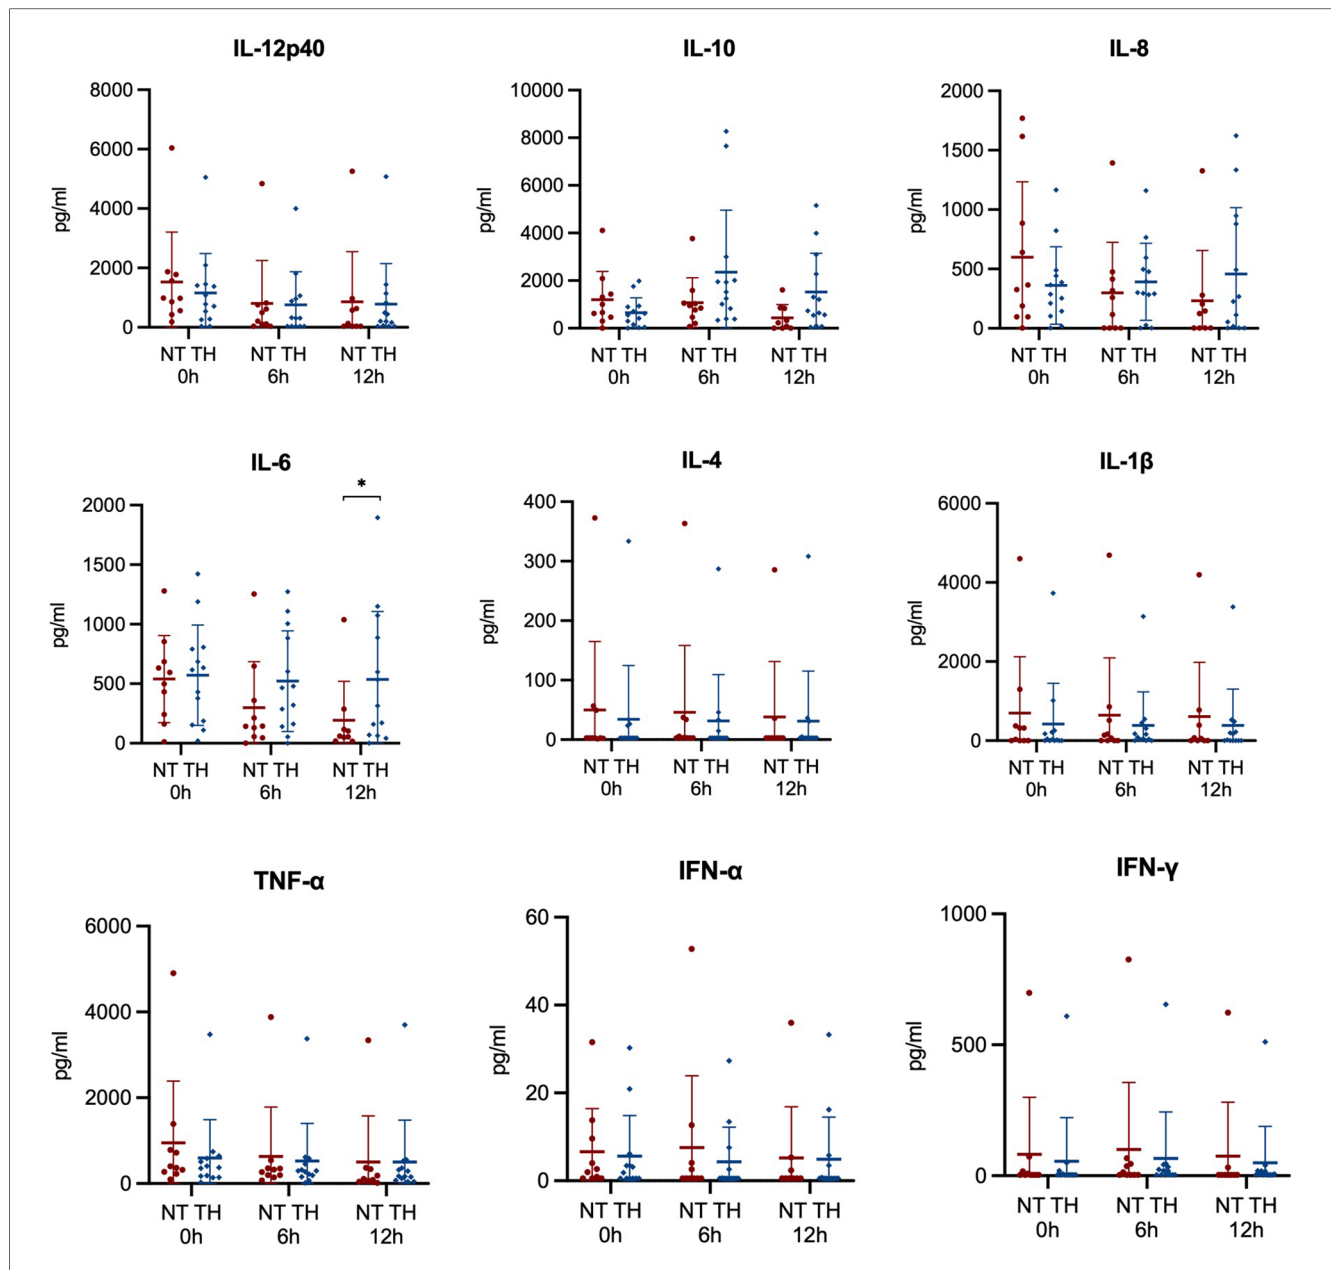 IL-12p40
8000
6000
4000
2000
0
pg/ml
NT TH NT TH NT TH
0h 6h 12h
IL-10
10000
8000
6000
4000
2000
0
pg/ml
NT TH NT TH NT TH
0h 6h 12h
IL-8
2000
1500
1000
500
0
pg/ml
NT TH NT TH NT TH
0h 6h 12h
IL-6
*
2000
1500
1000
500
0
pg/ml
NT TH NT TH NT TH
0h 6h 12h
IL-4
400
300
200
100
0
pg/ml
NT TH NT TH NT TH
0h 6h 12h
IL-1β
6000
4000
2000
0
pg/ml
NT TH NT TH NT TH
0h 6h 12h
TNF-α
6000
4000
2000
0
pg/ml
NT TH NT TH NT TH
0h 6h 12h
IFN-α
60
40
20
0
pg/ml
NT TH NT TH NT TH
0h 6h 12h
IFN-γ
1000
500
0
pg/ml
NT TH NT TH NT TH
0h 6h 12h